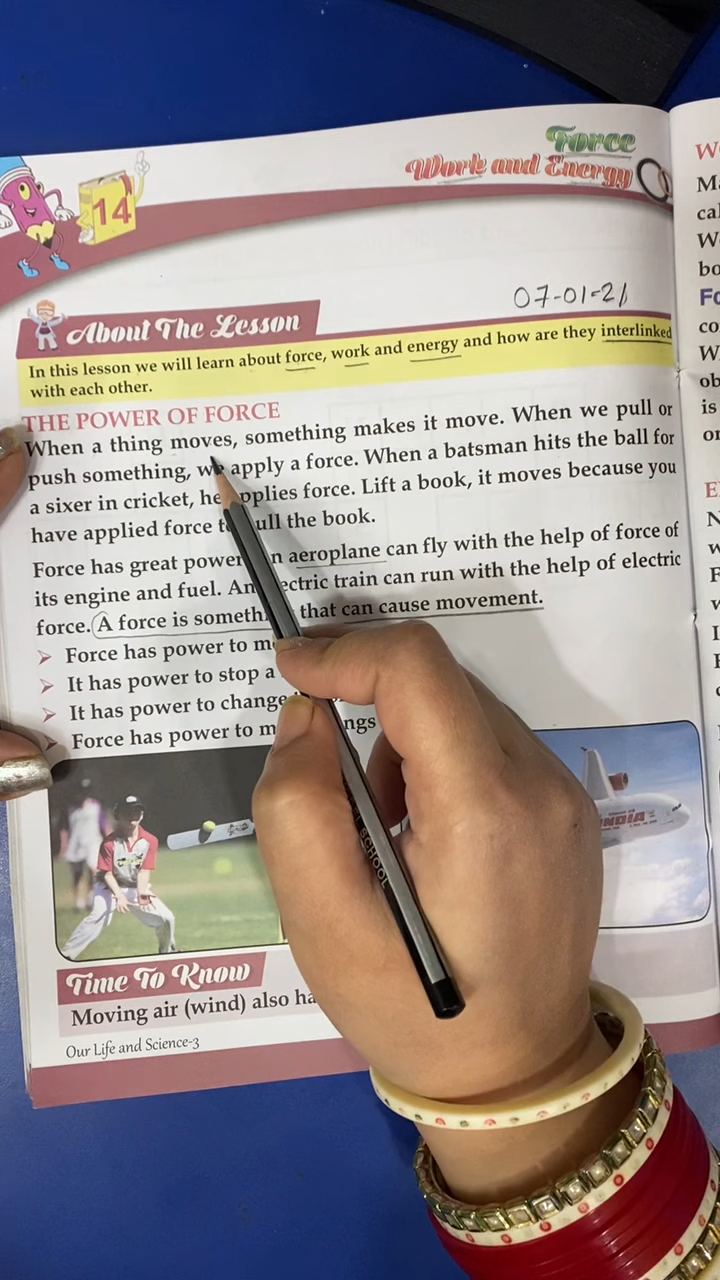 Force
Work and Energy
14
07-01-21
About The Lesson
In this lesson we will learn about force, work and energy and how are they interlinked
with each other.
THE POWER OF FORCE
When a thing moves, something makes it move. When we pull or
push something, we apply a force. When a batsman hits the ball for
a sixer in cricket, he applies force. Lift a book, it moves because you
have applied force to pull the book.
Force has great power. An aeroplane can fly with the help of force of
its engine and fuel. An electric train can run with the help of electric
force. A force is something that can cause movement.
➤ Force has power to
➤ It has power to stop a
➤ It has power to change
➤ Force has power to
INDIA
SCHOOL
Time To Know
Moving air (wind) also
Our Life and Science-3
W
W
is
E